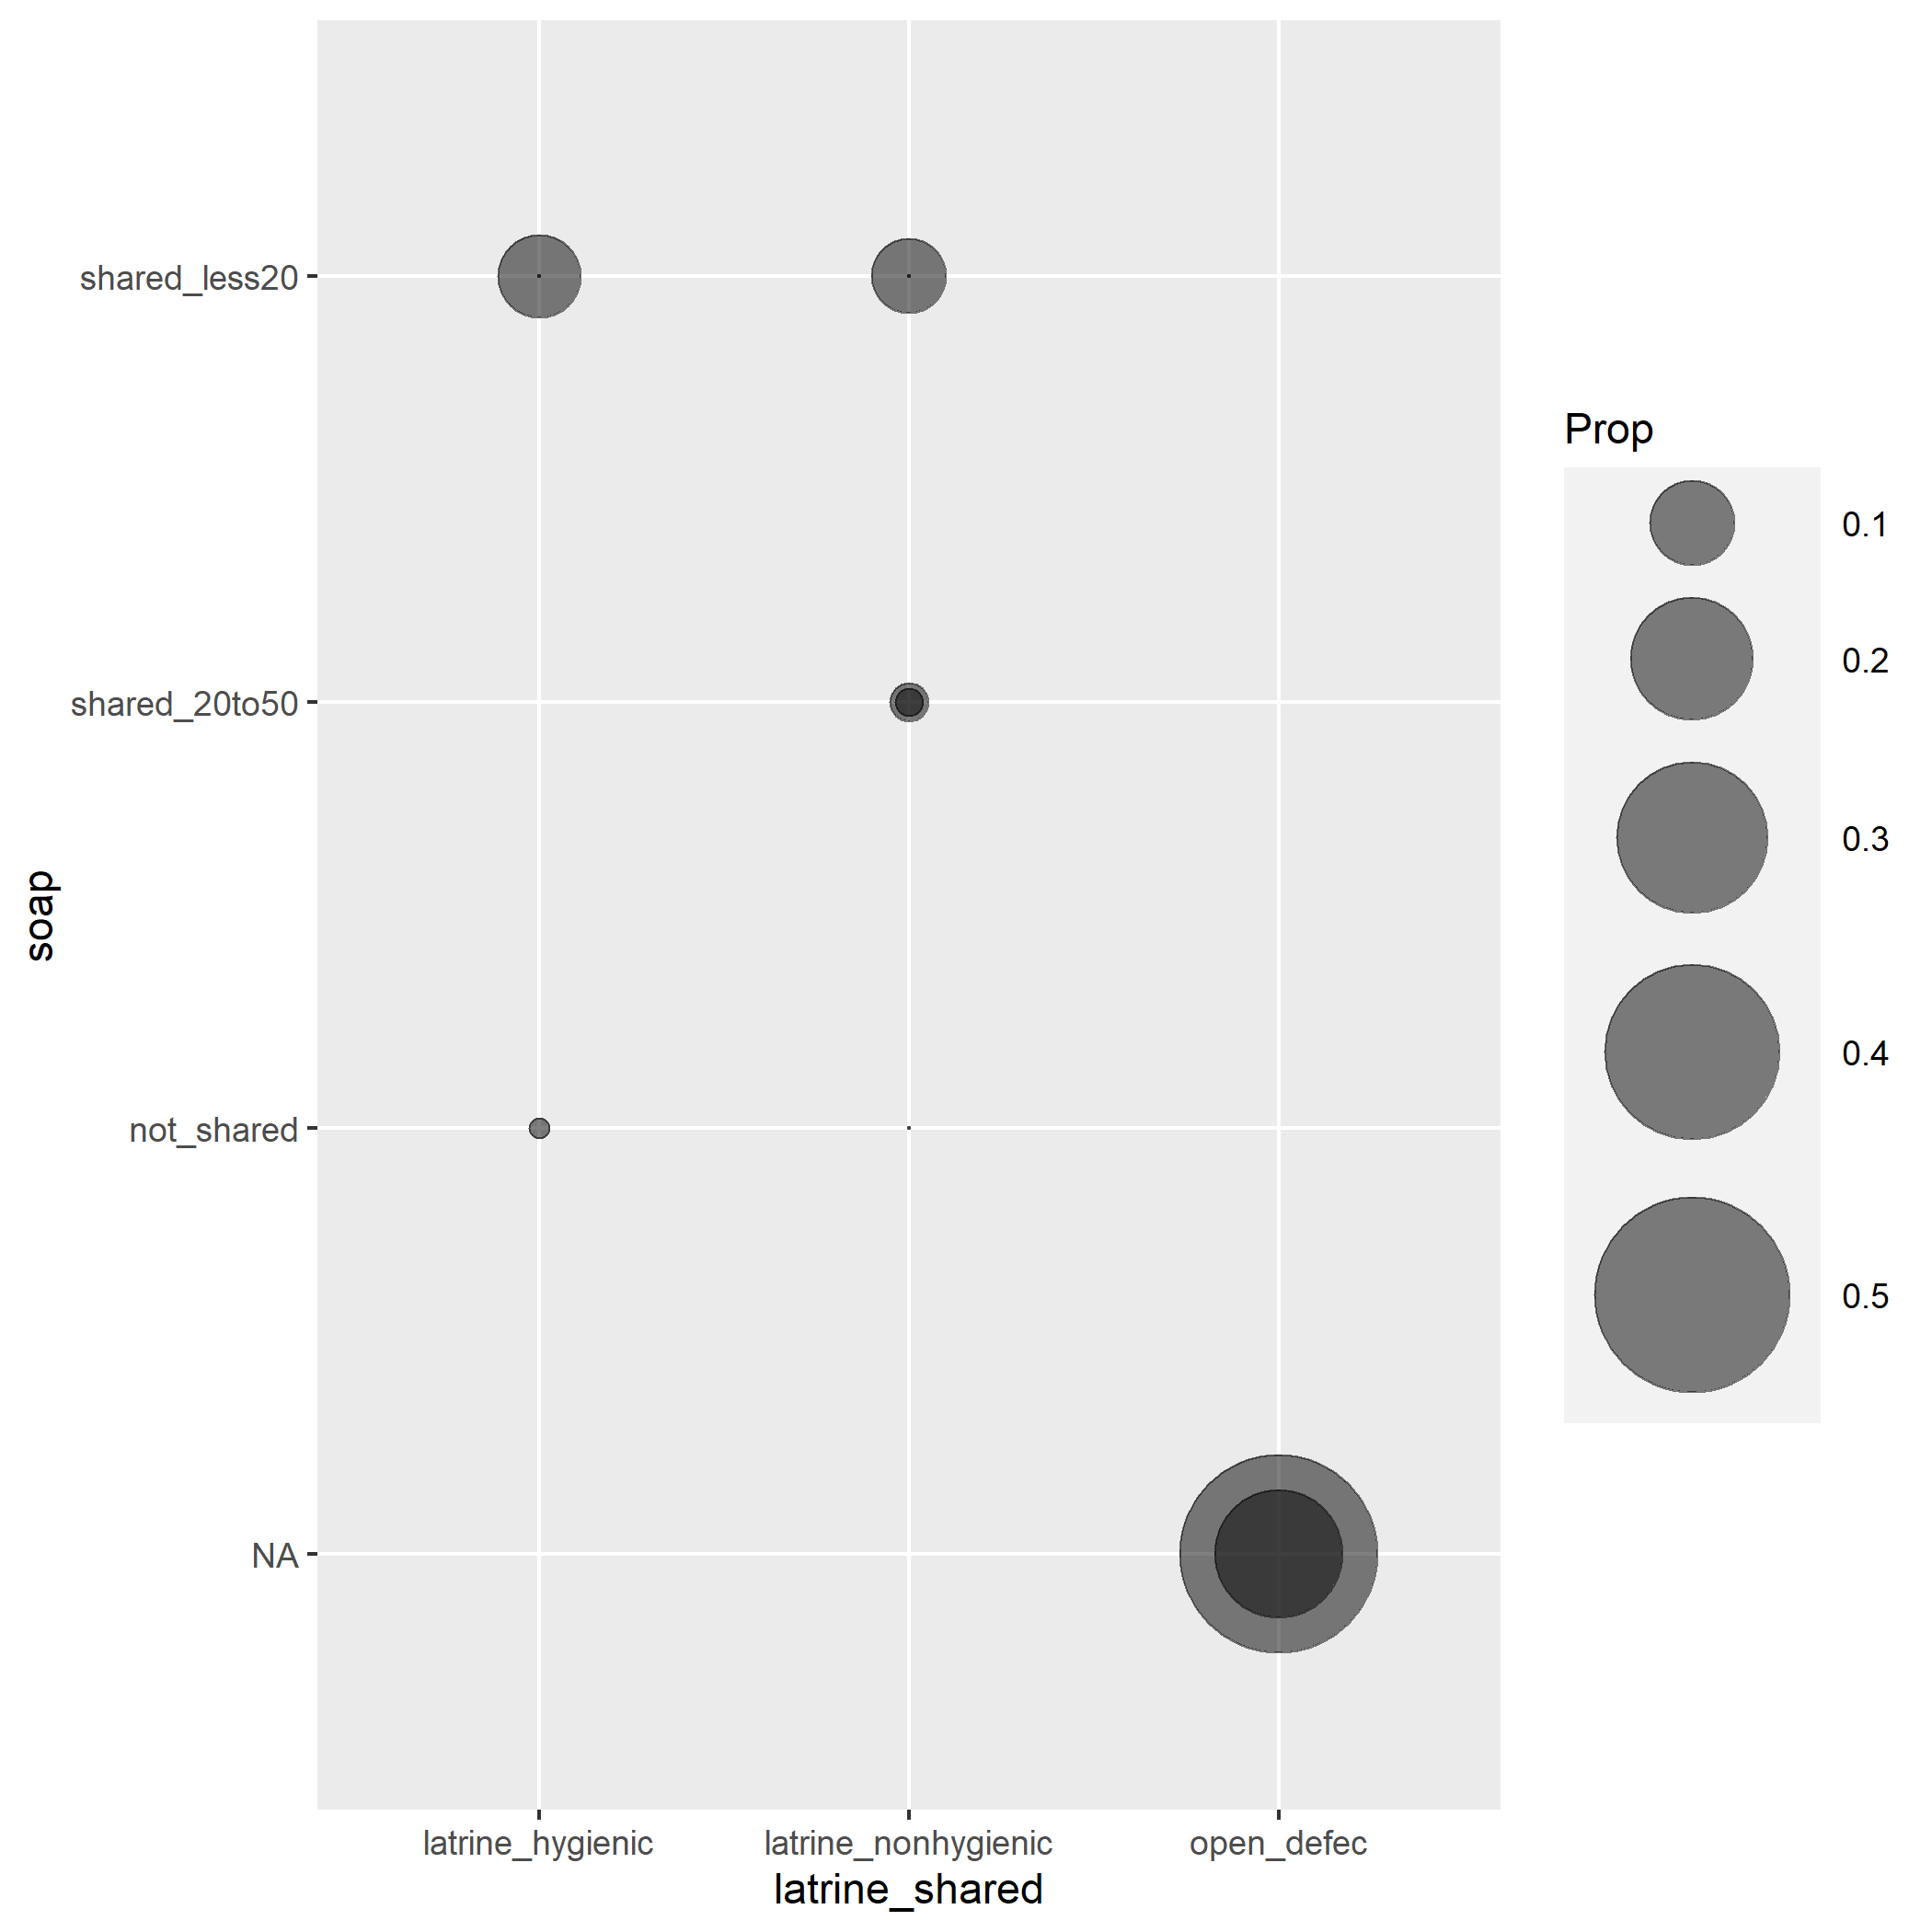 shared_less20
shared_20to50
not_shared
NA
soap
latrine_hygienic
latrine_nonhygienic
open_defec
latrine_shared
Prop
0.1
0.2
0.3
0.4
0.5